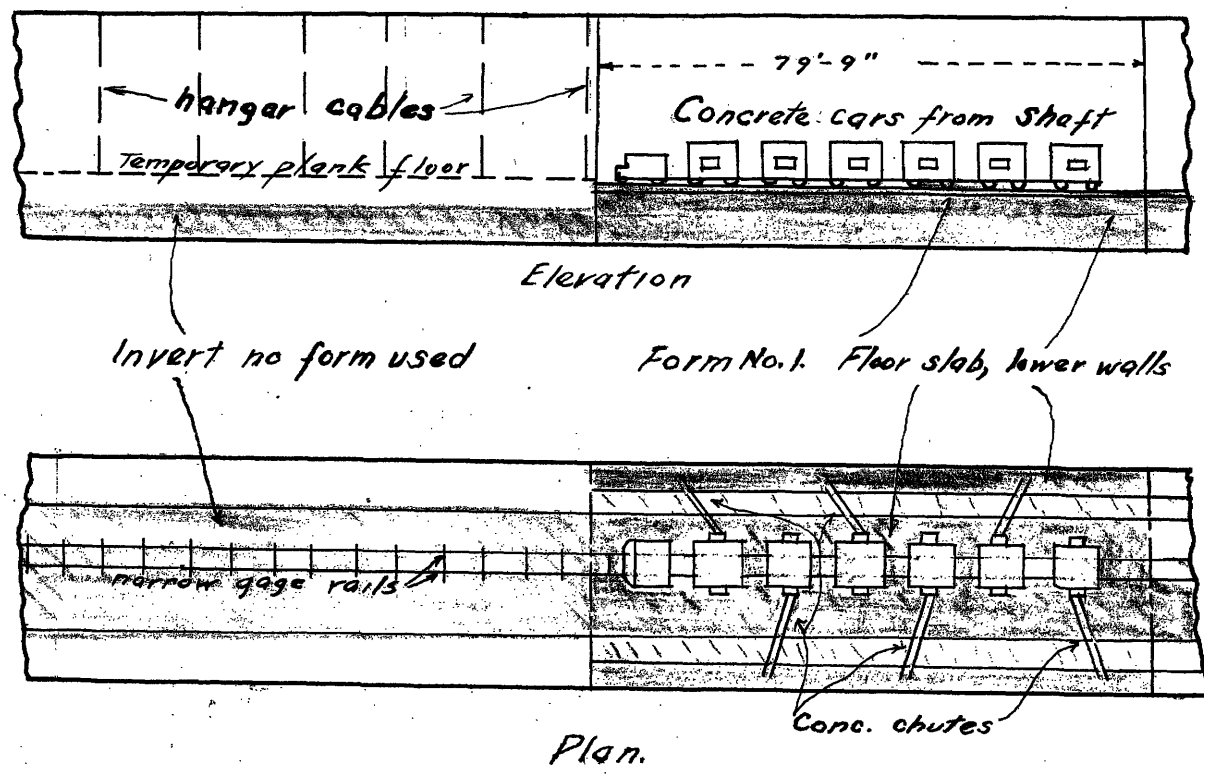 79'-9"
hangar cables
Concrete cars from shaft
Temporary plank floor
Elevation
Invert no form used
Form No.1. Floor slab, lower walls
narrow gage rails
Conc. chutes
Plan.